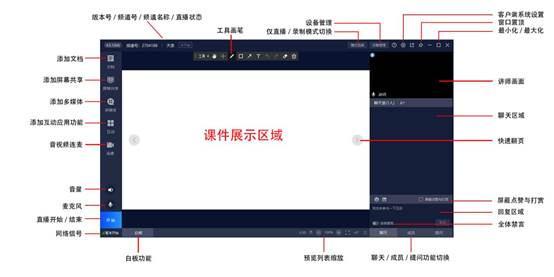 版本号 / 频道号 / 频道名称 / 直播状态
工具画笔
设备管理
仅直播 / 录制模式切换
客户端系统设置
窗口置顶
最小化 / 最大化
添加文档
添加屏幕共享
添加多媒体
添加互动应用功能
音视频连麦
音量
麦克风
直播开始 / 结束
网络信号
课件展示区域
讲师画面
聊天区域
快速翻页
屏蔽点赞与打赏
回复区域
全体禁言
白板
白板功能
预览列表缩放
聊天 / 成员 / 提问功能切换